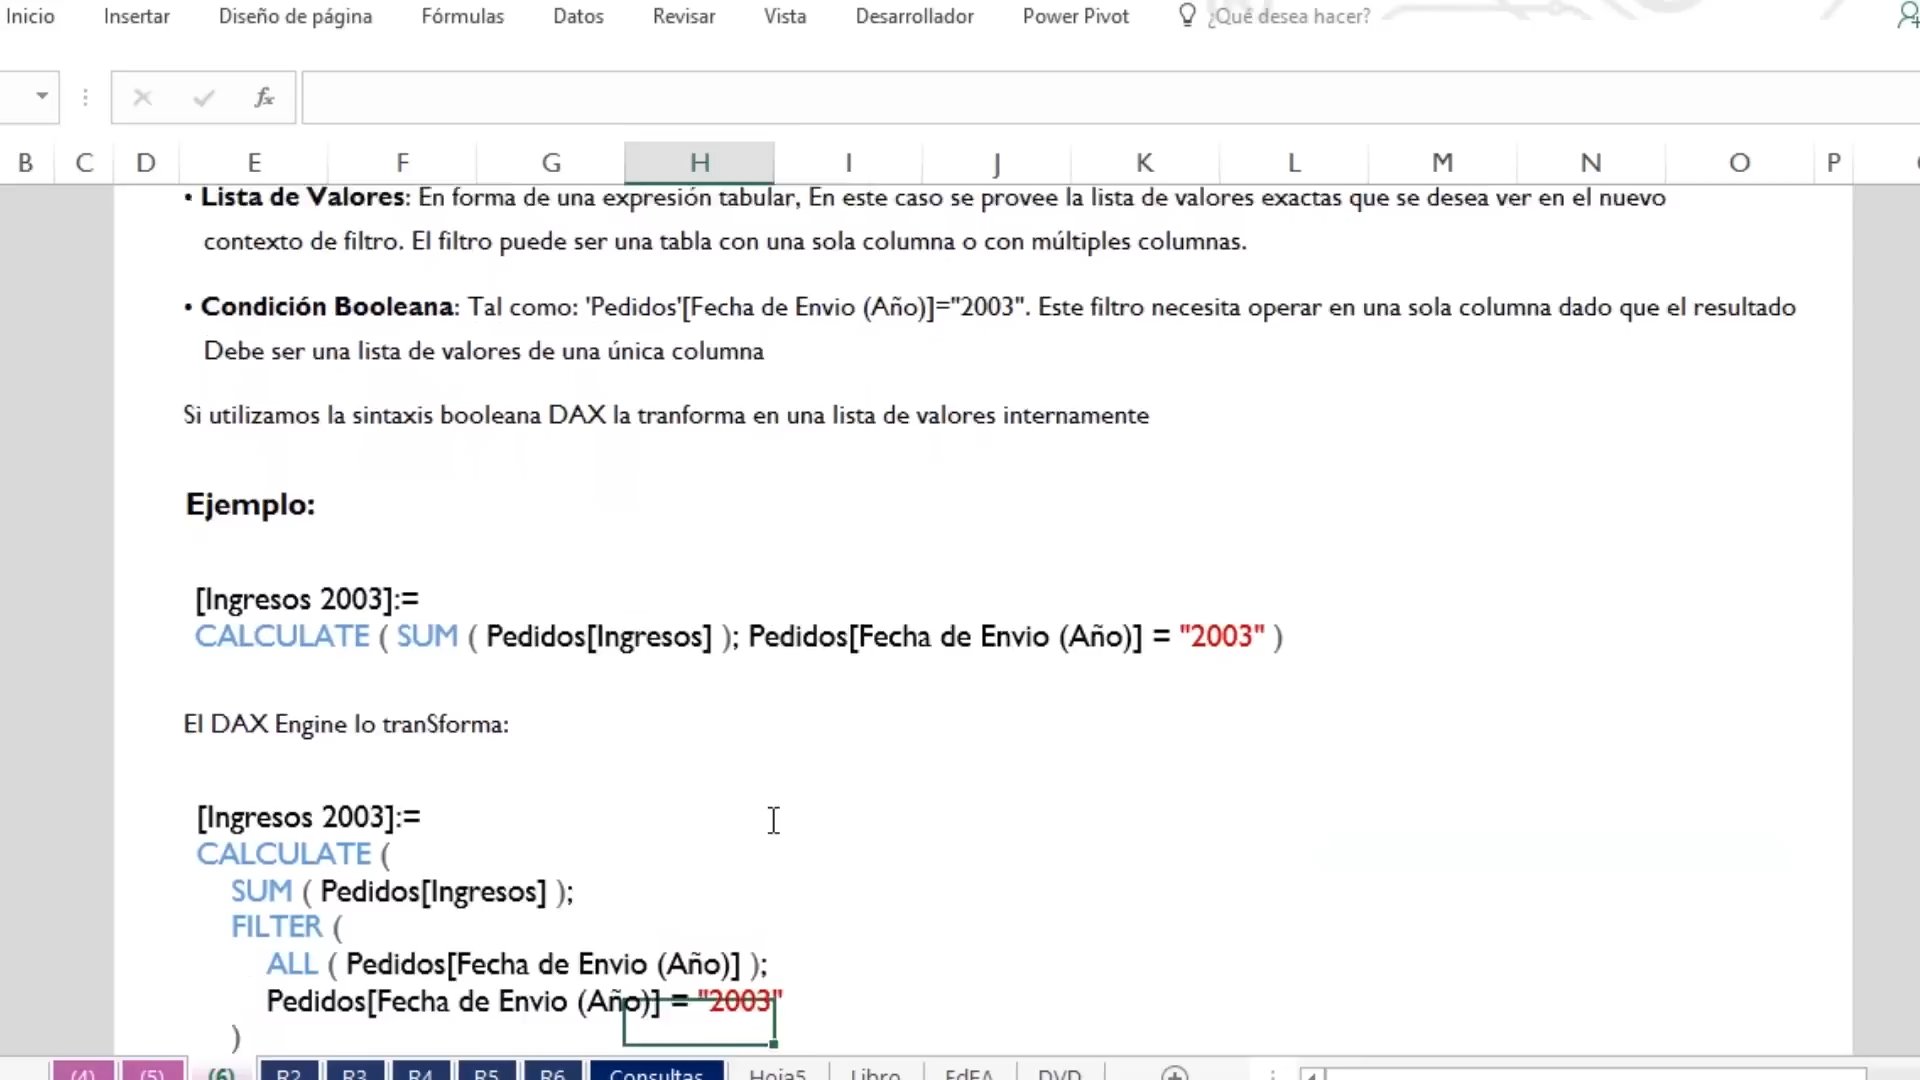 Inicio Insertar Diseño de página Fórmulas Datos Revisar Vista Desarrollador Power Pivot ¿Qué desea hacer?
fx
B C D E F G H I J K L M N O P
• Lista de Valores: En forma de una expresión tabular, En este caso se provee la lista de valores exactas que se desea ver en el nuevo
contexto de filtro. El filtro puede ser una tabla con una sola columna o con múltiples columnas.
• Condición Booleana: Tal como: 'Pedidos'[Fecha de Envio (Año)]="2003". Este filtro necesita operar en una sola columna dado que el resultado
Debe ser una lista de valores de una única columna
Si utilizamos la sintaxis booleana DAX la tranforma en una lista de valores internamente
Ejemplo:
[Ingresos 2003]:=
CALCULATE ( SUM ( Pedidos[Ingresos] ); Pedidos[Fecha de Envio (Año)] = "2003" )
El DAX Engine lo tranSforma:
[Ingresos 2003]:=
CALCULATE (
SUM ( Pedidos[Ingresos] );
FILTER (
ALL ( Pedidos[Fecha de Envio (Año)] );
Pedidos[Fecha de Envio (Año)] = "2003"
)
(4) (5) (6) R2 R3 R4 R5 R6 Consultas Hoja5 Libro EdEA DVD